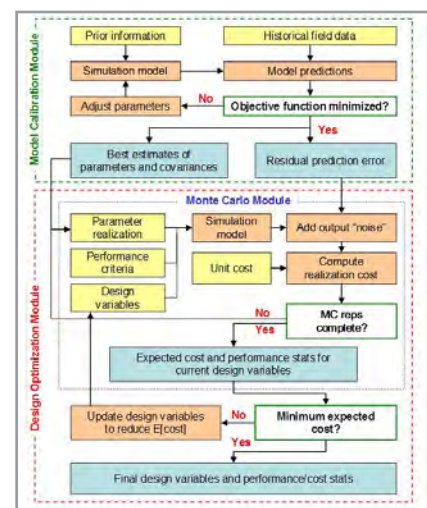 Prior information
Historical field data
Simulation model
Model predictions
Adjust parameters
No
Objective function minimized?
Yes
Best estimates of
parameters and covariances
Residual prediction error
Model Calibration Module
Monte Carlo Module
Parameter
realization
Simulation
model
Add output "noise"
Performance
criteria
Unit cost
Compute
realization cost
Design
variables
No
Yes
MC reps
complete?
Expected cost and performance stats for
current design variables
Update design variables
to reduce E[cost]
No
Minimum expected
cost?
Yes
Final design variables and performance/cost stats
Design Optimization Module